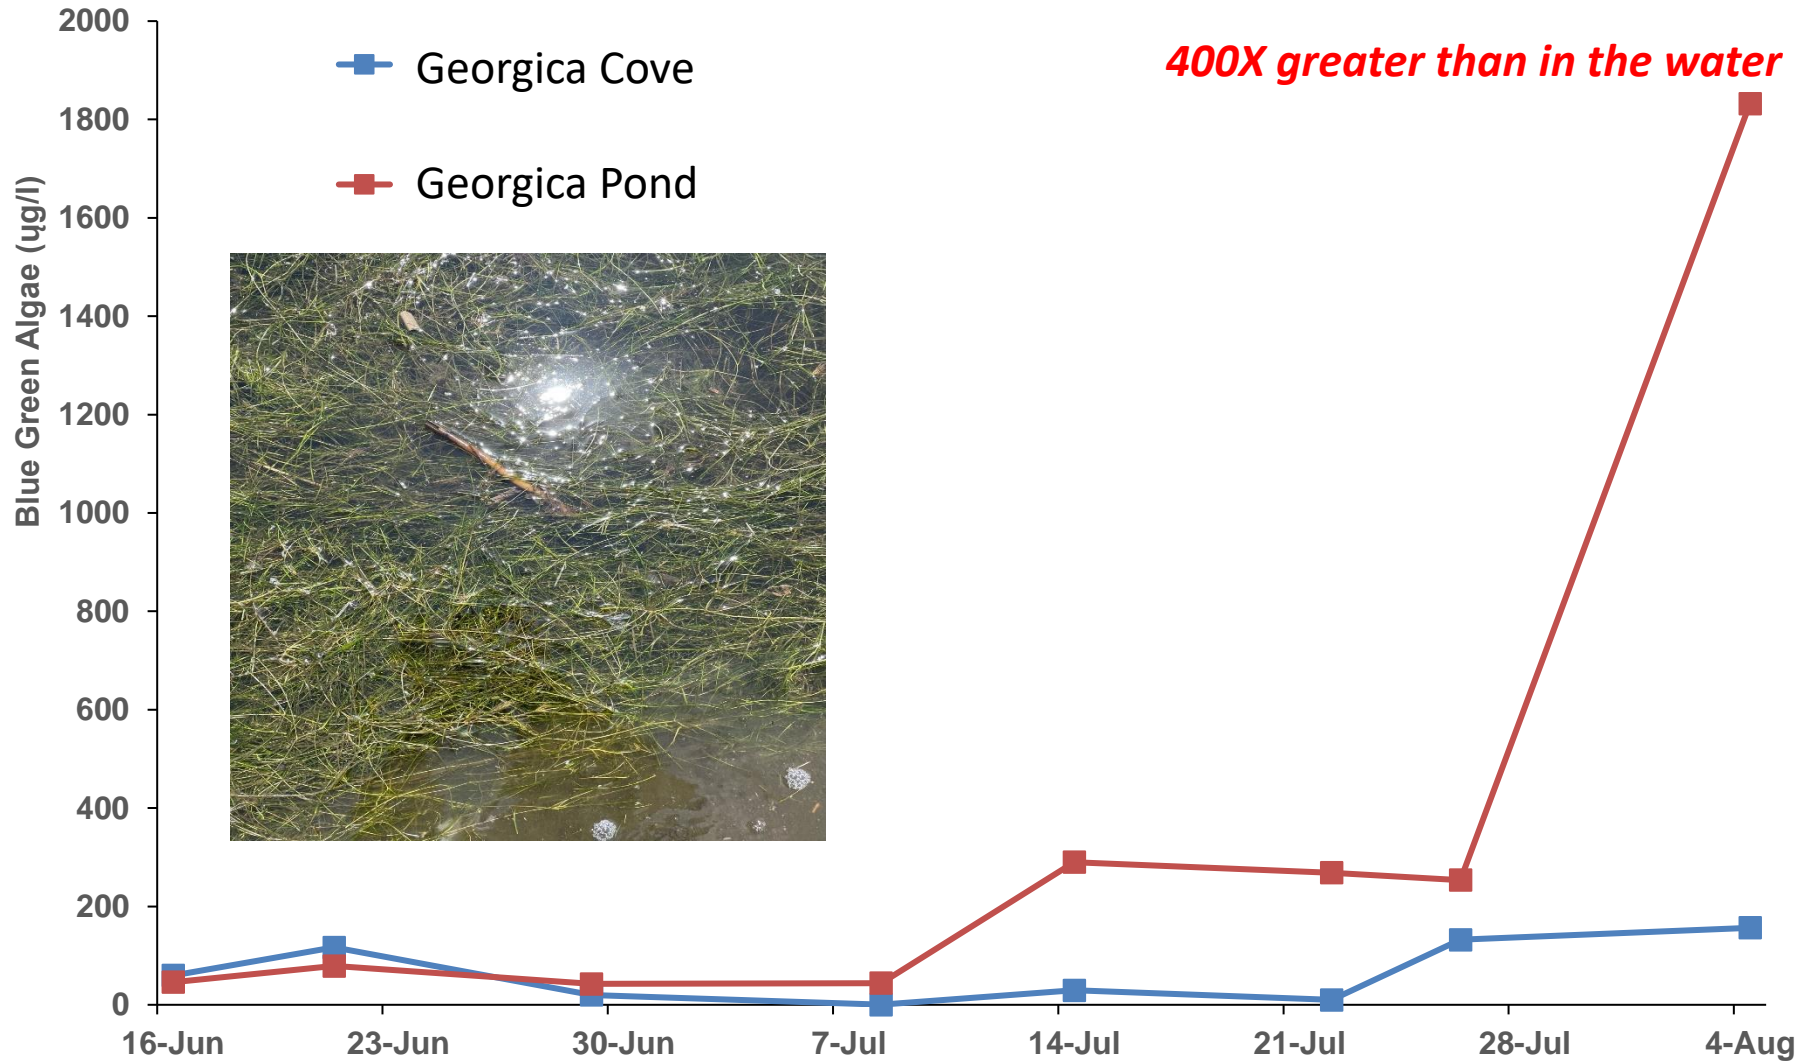 2000
1800
1600
1400
1200
1000
800
600
400
200
0
Blue Green Algae (ųg/l)
Georgica Cove
Georgica Pond
400X greater than in the water
16-Jun
23-Jun
30-Jun
7-Jul
14-Jul
21-Jul
28-Jul
4-Aug